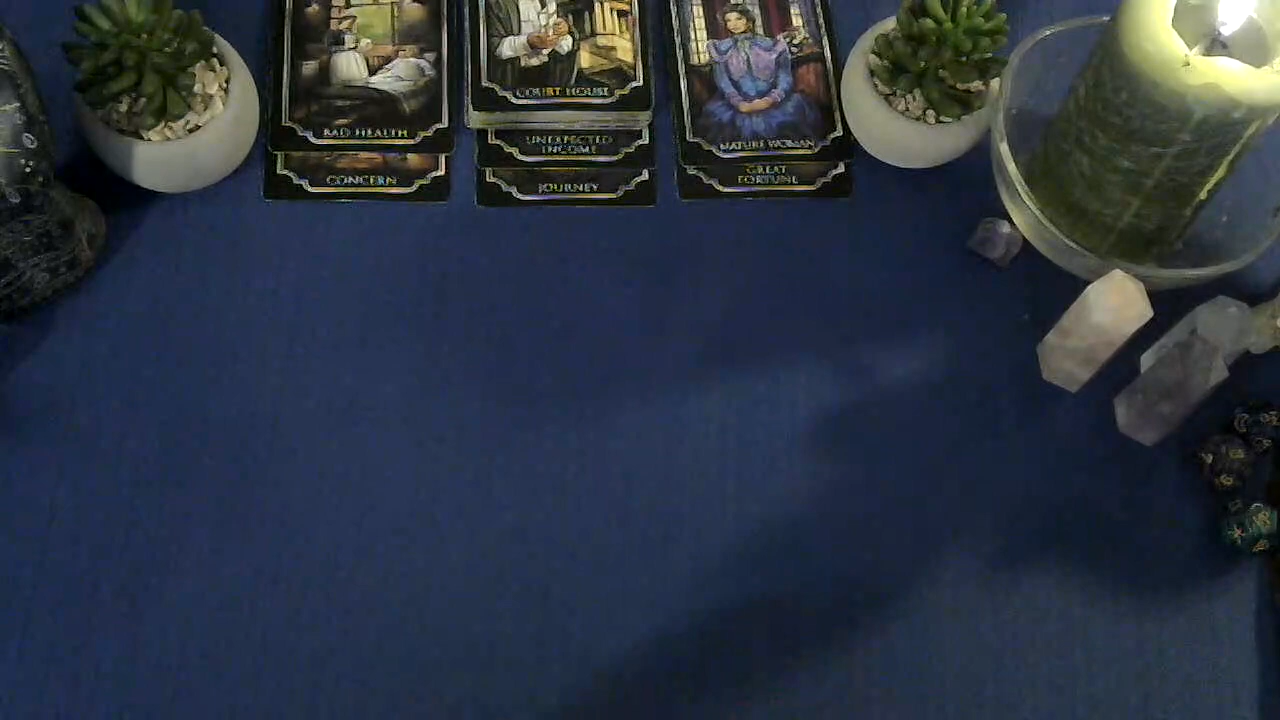 BAD HEALTH
CONCERN
COURT HOUSE
UNEXPECTED
INCOME
JOURNEY
MATURE WOMAN
GREAT
FORTUNE